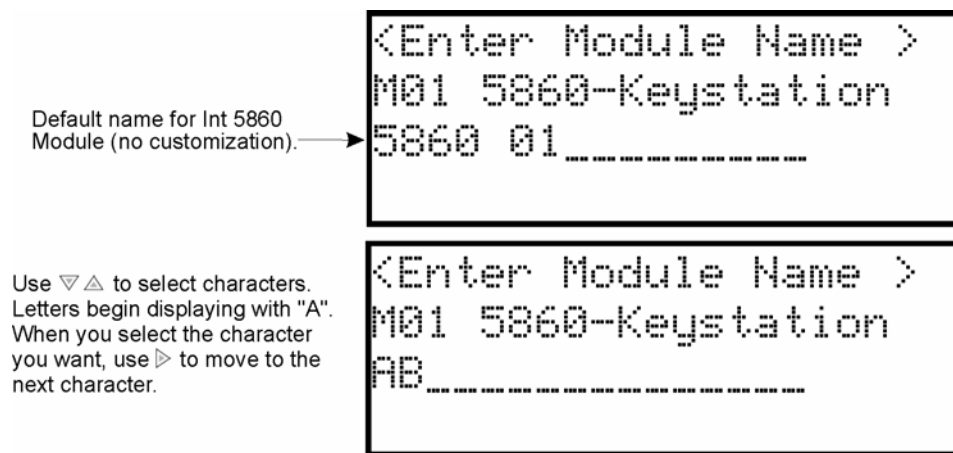 <Enter Module Name >
M01 5860-Keystation
Default name for Int 5860
Module (no customization).
5860 01_________
<Enter Module Name >
M01 5860-Keystation
AB______________
Use ▽ △ to select characters.
Letters begin displaying with "A".
When you select the character
you want, use ▷ to move to the
next character.